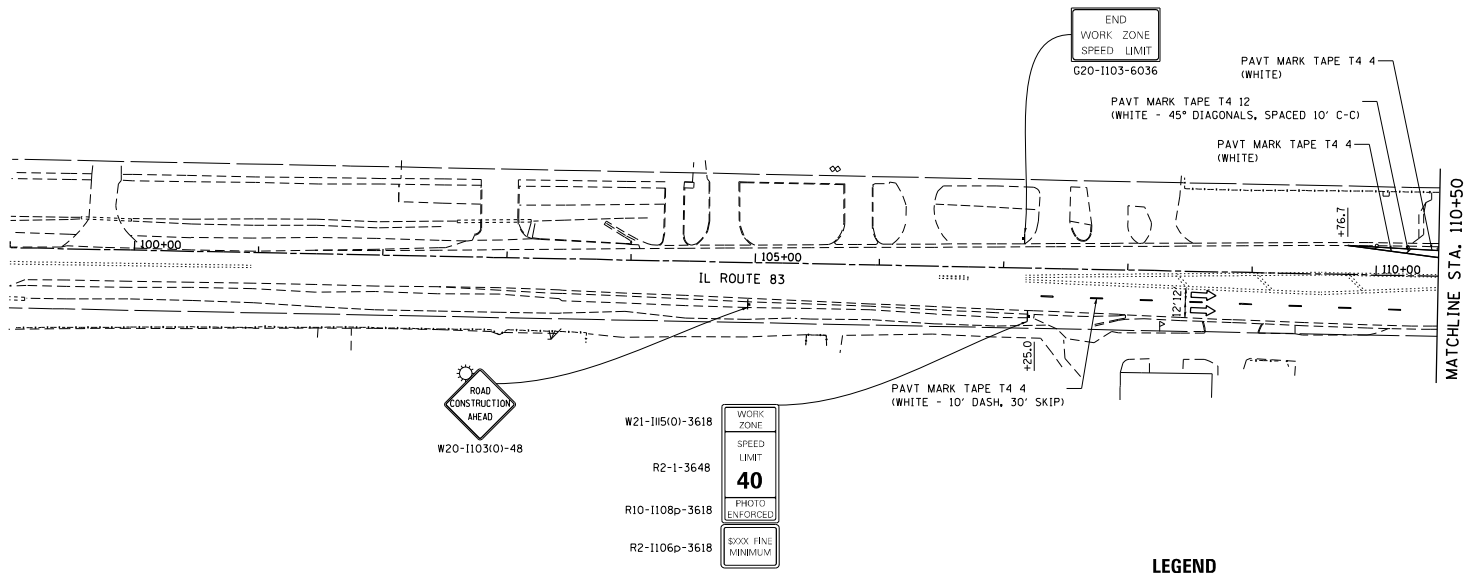 END
WORK ZONE
SPEED LIMIT
G20-I103-6036
PAVT MARK TAPE T4 4
(WHITE)
PAVT MARK TAPE T4 12
(WHITE - 45° DIAGONALS, SPACED 10' C-C)
PAVT MARK TAPE T4 4
(WHITE)
+76.7
100+00
105+00
110+00
IL ROUTE 83
MATCHLINE STA. 110+50
12'
12'
+25.0
PAVT MARK TAPE T4 4
(WHITE - 10' DASH, 30' SKIP)
ROAD
CONSTRUCTION
AHEAD
W20-I103(0)-48
W21-I115(0)-3618
WORK
ZONE
R2-1-3648
SPEED
LIMIT
40
R10-I108p-3618
PHOTO
ENFORCED
R2-I106p-3618
$XXX FINE
MINIMUM
LEGEND